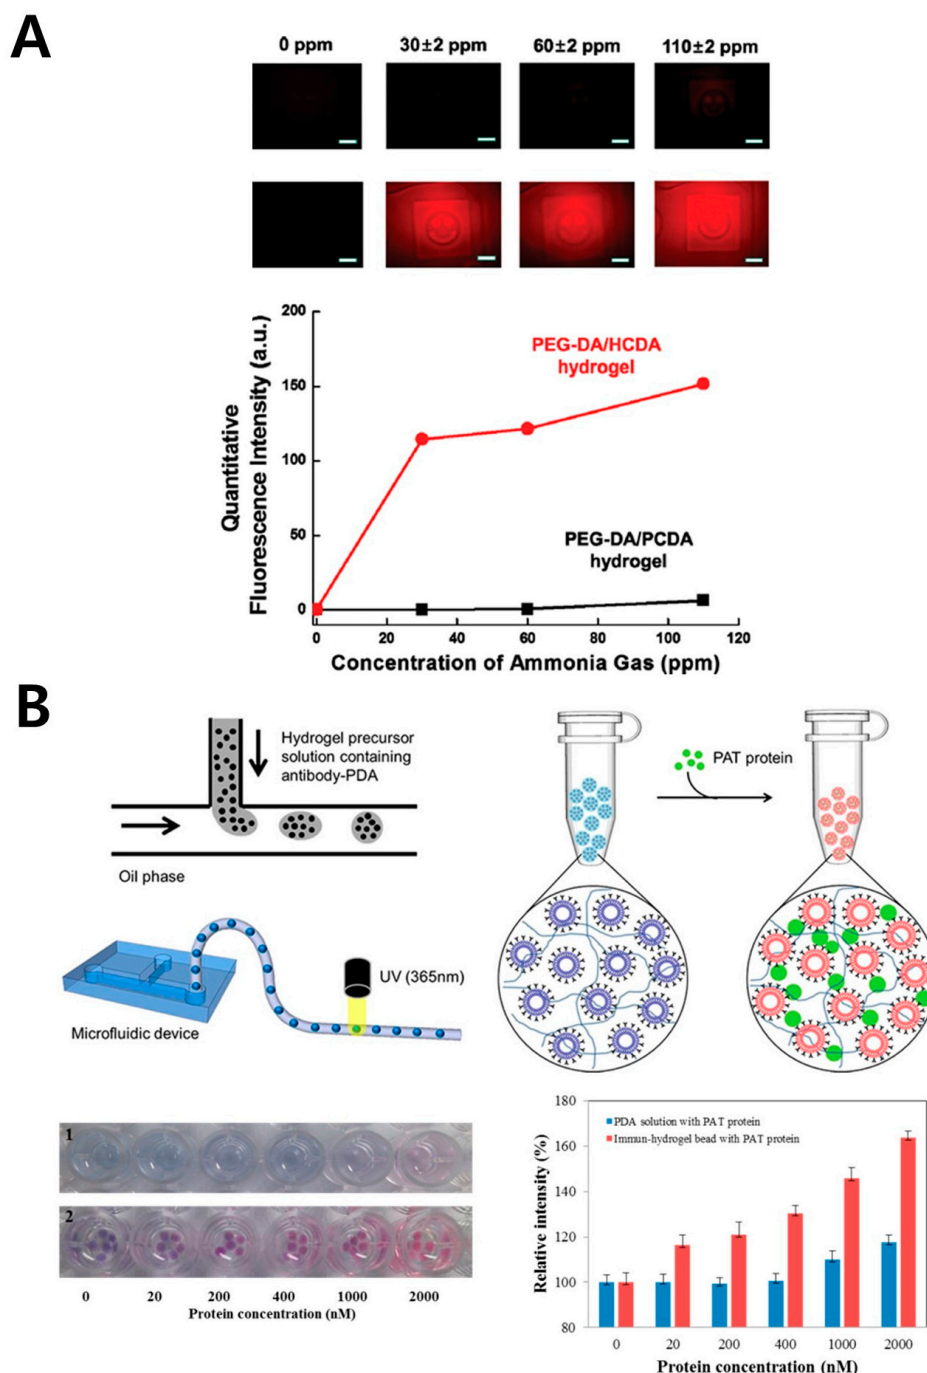 A
0 ppm 30±2 ppm 60±2 ppm 110±2 ppm
200
150
100
50
0
Quantitative
Fluorescence Intensity (a.u.)
PEG-DA/HCDA
hydrogel
PEG-DA/PCDA
hydrogel
0 20 40 60 80 100 120
Concentration of Ammonia Gas (ppm)
B
Hydrogel precursor
solution containing
antibody-PDA
Oil phase
UV (365nm)
Microfluidic device
PAT protein
1
2
0 20 200 400 1000 2000
Protein concentration (nM)
180
160
140
120
100
80
Relative intensity (%)
PDA solution with PAT protein
Immun-hydrogel bead with PAT protein
0 20 200 400 1000 2000
Protein concentration (nM)